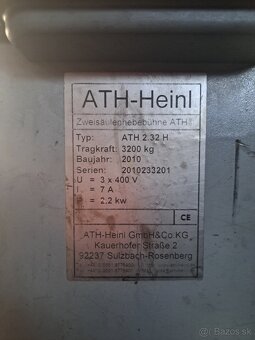 ATH-Heinl
Zweisäulenhebebühne ATH
Typ: ATH 2.32 H
Tragkraft: 3200 kg
Baujahr: 2010
Serien: 2010233201
U = 3 x 400 V
I = 7 A
P = 2.2 kw
CE
ATH-Heinl GmbH&Co.KG
Kauerhofer Straße 2
92237 Sulzbach-Rosenberg
Bazos.sk